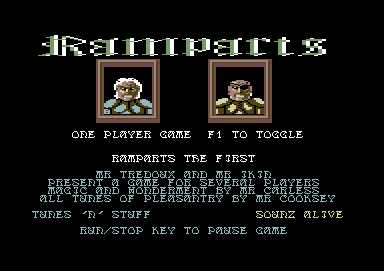 Ramparts
ONE PLAYER GAME F1 TO TOGGLE
RAMPARTS THE FIRST
MR TREDOUX AND MR IKIN
PRESENT A GAME FOR SEVERAL PLAYERS
MAGIC AND WONDERMENT BY MR CARLESS
ALL TUNES OF PLEASANTRY BY MR COOKSEY
TUNES 'N' STUFF SOUNZ ALIVE
RUN/STOP KEY TO PAUSE GAME